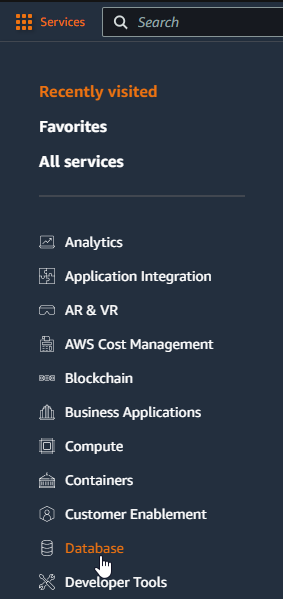 Services
Search
Recently visited
Favorites
All services
Analytics
Application Integration
AR & VR
AWS Cost Management
Blockchain
Business Applications
Compute
Containers
Customer Enablement
Database
Developer Tools